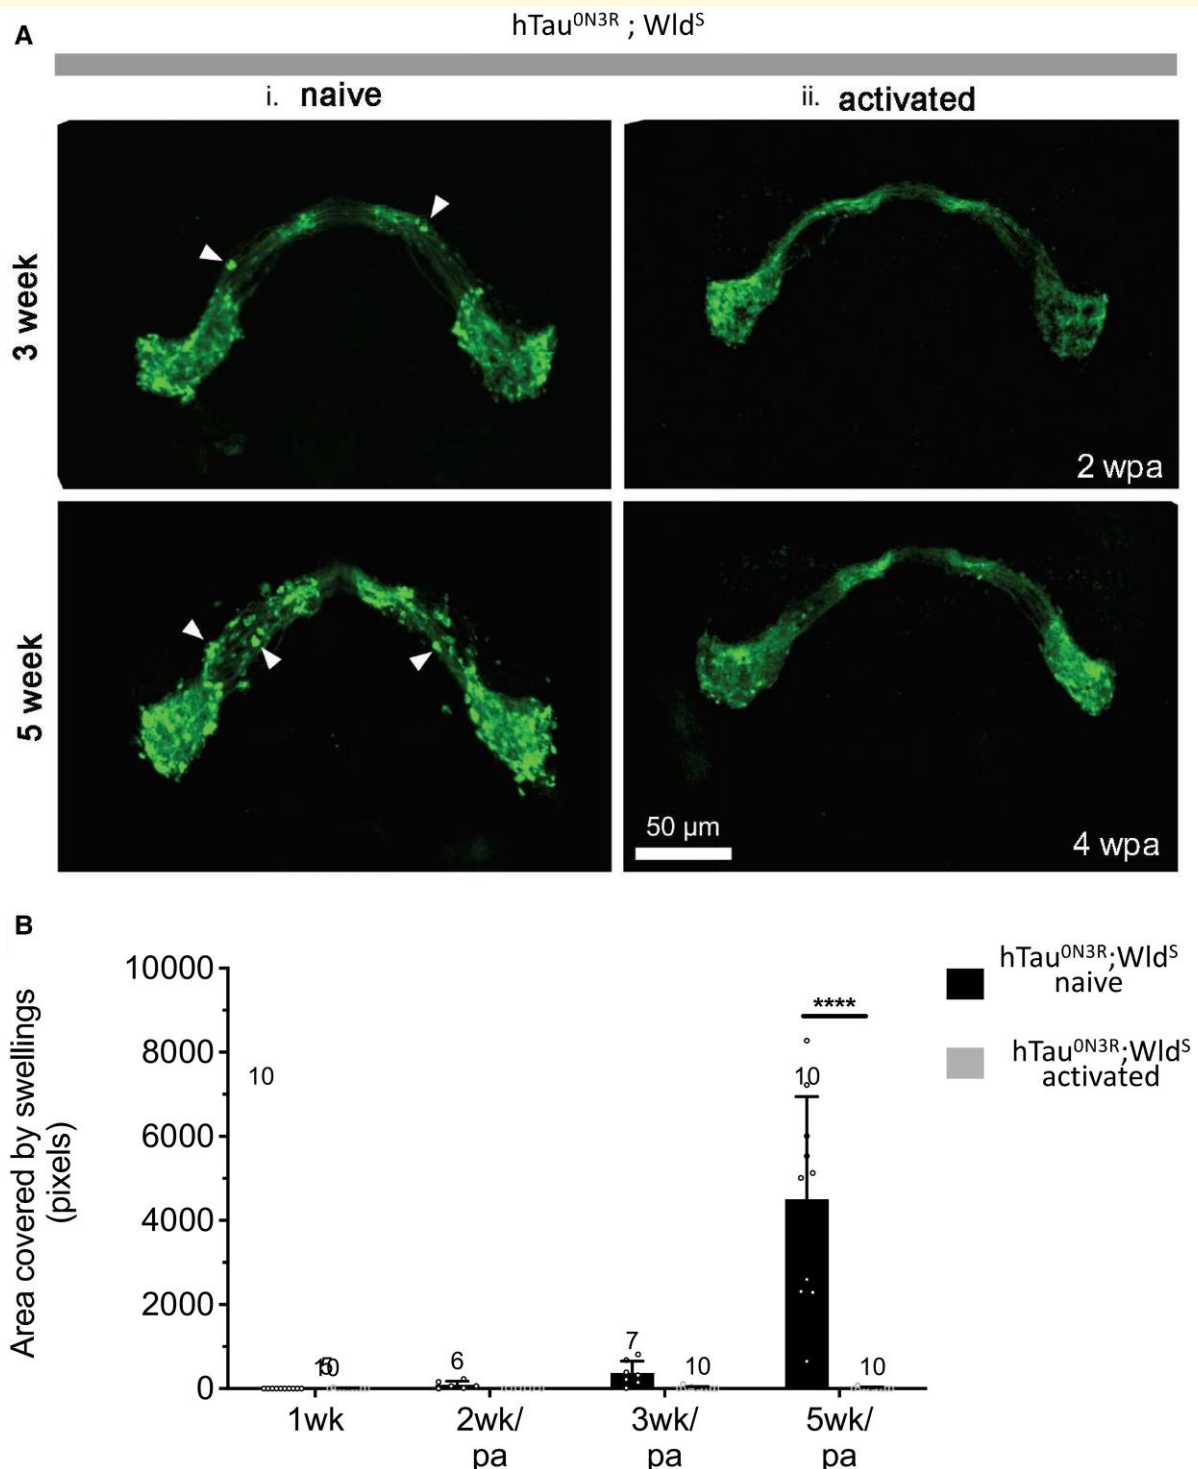 A
hTau0N3R ; WldS
i. naive
ii. activated
3 week
2 wpa
5 week
50 µm
4 wpa
B
Area covered by swellings
(pixels)
10000
8000
6000
4000
2000
0
10
5
10
6
7
10
10
10
****
1wk
2wk/
pa
3wk/
pa
5wk/
pa
hTau0N3R;WldS
naive
hTau0N3R;WldS
activated